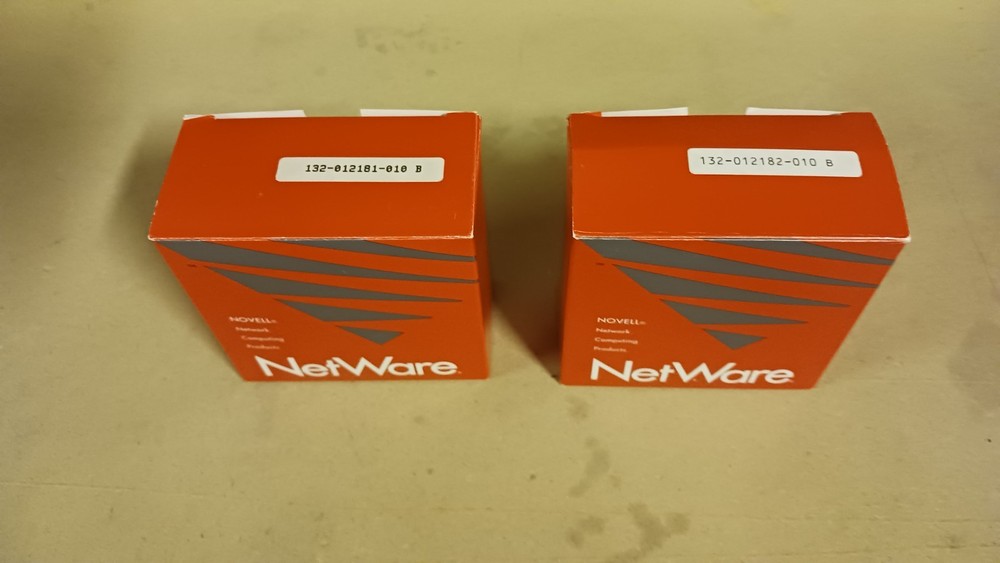 132-012181-010 B
NOVELL®
Network
Computing
Products
NetWare
132-012182-010 B
NOVELL®
Network
Computing
Products
NetWare